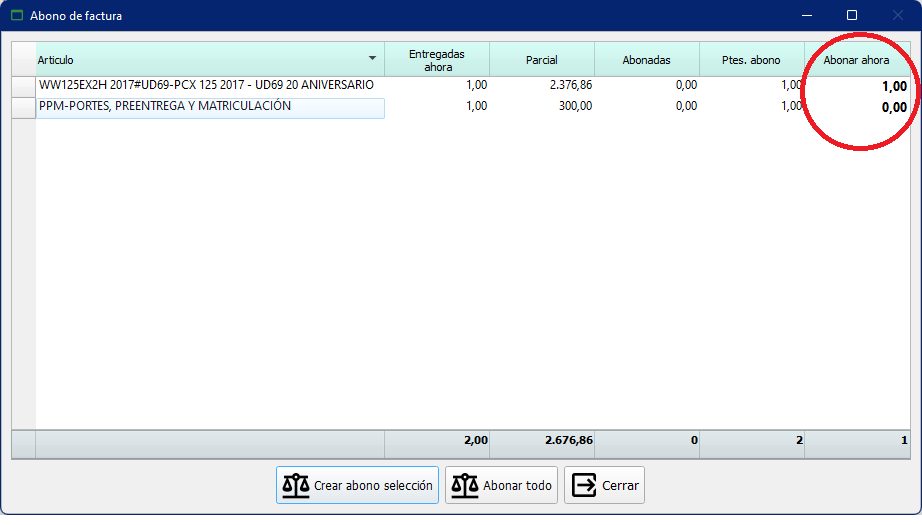 Abono de factura
Articulo Entregadas ahora Parcial Abonadas Ptes. abono Abonar ahora
WW125EX2H 2017#UD69-PCX 125 2017 - UD69 20 ANIVERSARIO 1,00 2.376,86 0,00 1,00 1,00
PPM-PORTES, PREENTREGA Y MATRICULACIÓN 1,00 300,00 0,00 1,00 0,00
2,00 2.676,86 0 2 1
Crear abono selección Abonar todo Cerrar